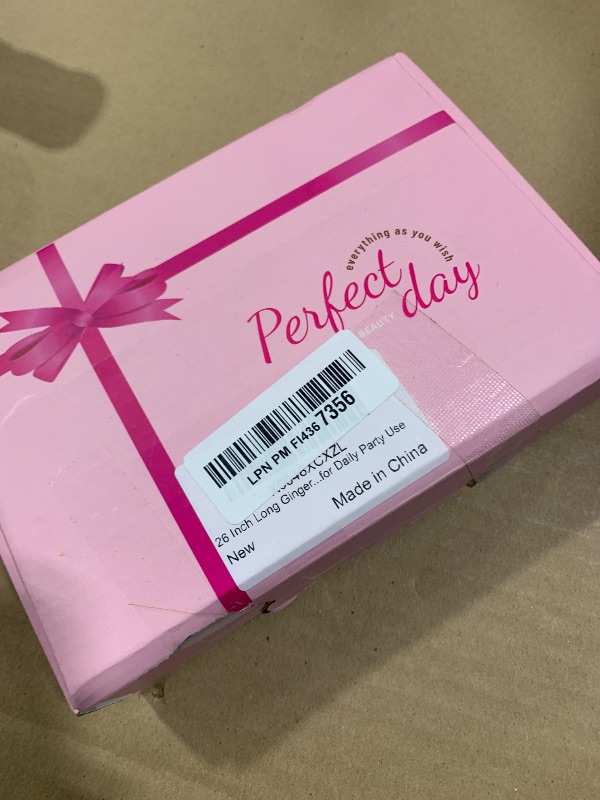 everything as you wish
Perfect day
BEAUTY
LPN PM FI436 7356
26 Inch Long Ginger...for Daily Party Use
New
Made in China